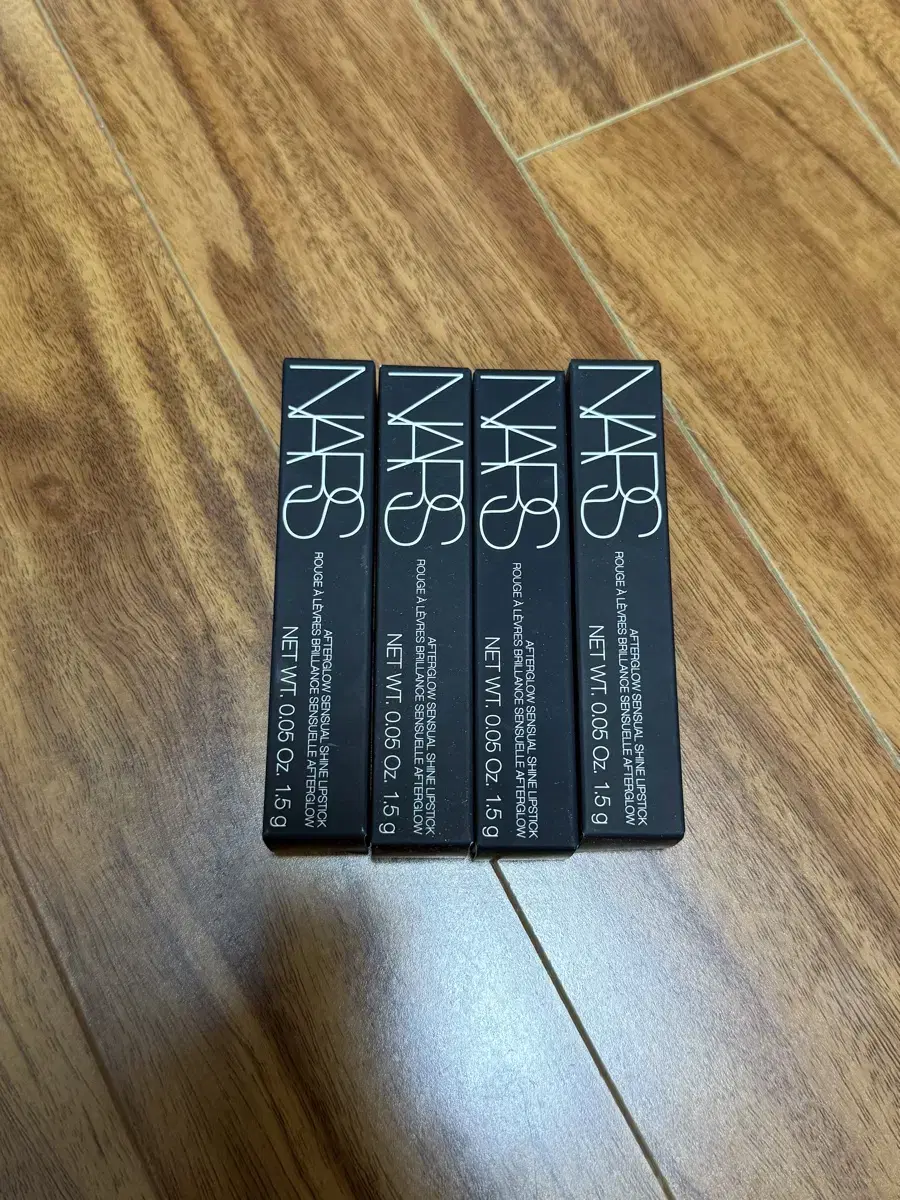 NARS
AFTERGLOW SENSUAL SHINE LIPSTICK
ROUGE À LÈVRES BRILLANCE SENSUELLE AFTERGLOW
NET WT. 0.05 Oz. 1.5 g
NARS
AFTERGLOW SENSUAL SHINE LIPSTICK
ROUGE À LÈVRES BRILLANCE SENSUELLE AFTERGLOW
NET WT. 0.05 Oz. 1.5 g
NARS
AFTERGLOW SENSUAL SHINE LIPSTICK
ROUGE À LÈVRES BRILLANCE SENSUELLE AFTERGLOW
NET WT. 0.05 Oz. 1.5 g
NARS
AFTERGLOW SENSUAL SHINE LIPSTICK
ROUGE À LÈVRES BRILLANCE SENSUELLE AFTERGLOW
NET WT. 0.05 Oz. 1.5 g